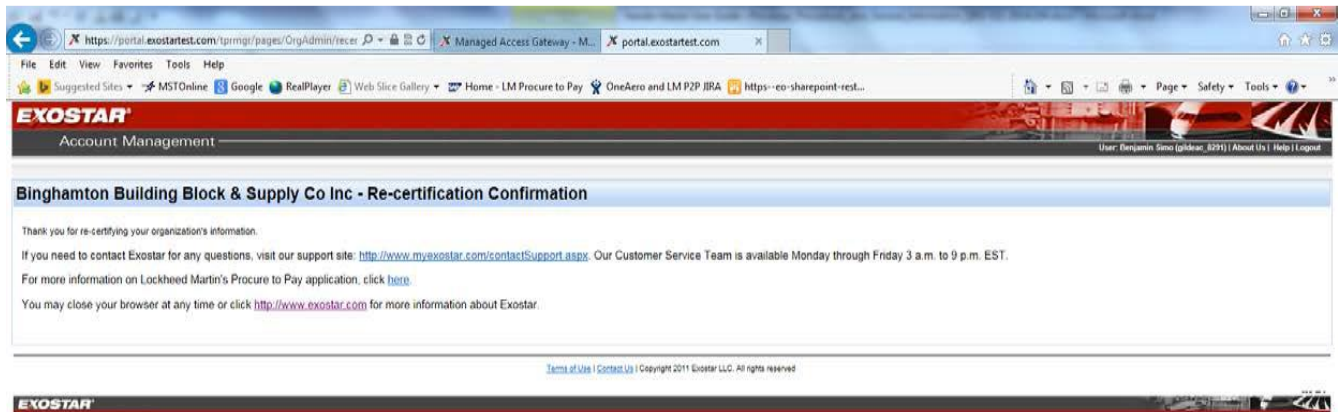 https://portal.exostartest.com/tprmgr/pages/OrgAdmin/recer
Managed Access Gateway - M...
portal.exostartest.com
File Edit View Favorites Tools Help
Suggested Sites MSTOnline Google RealPlayer Web Slice Gallery Home - LM Procure to Pay OneAero and LM P2P JIRA https--eo-sharepoint-rest...
Page Safety Tools
EXOSTAR
Account Management
User: Benjamin Simo (gildeac_8291) | About Us | Help | Logout
Binghamton Building Block & Supply Co Inc - Re-certification Confirmation
Thank you for re-certifying your organization's information.
If you need to contact Exostar for any questions, visit our support site: http://www.myexostar.com/contactSupport.aspx. Our Customer Service Team is available Monday through Friday 3 a.m. to 9 p.m. EST.
For more information on Lockheed Martin's Procure to Pay application, click here.
You may close your browser at any time or click http://www.exostar.com for more information about Exostar.
Terms of Use | Contact Us | Copyright 2011 Exostar LLC. All rights reserved
EXOSTAR